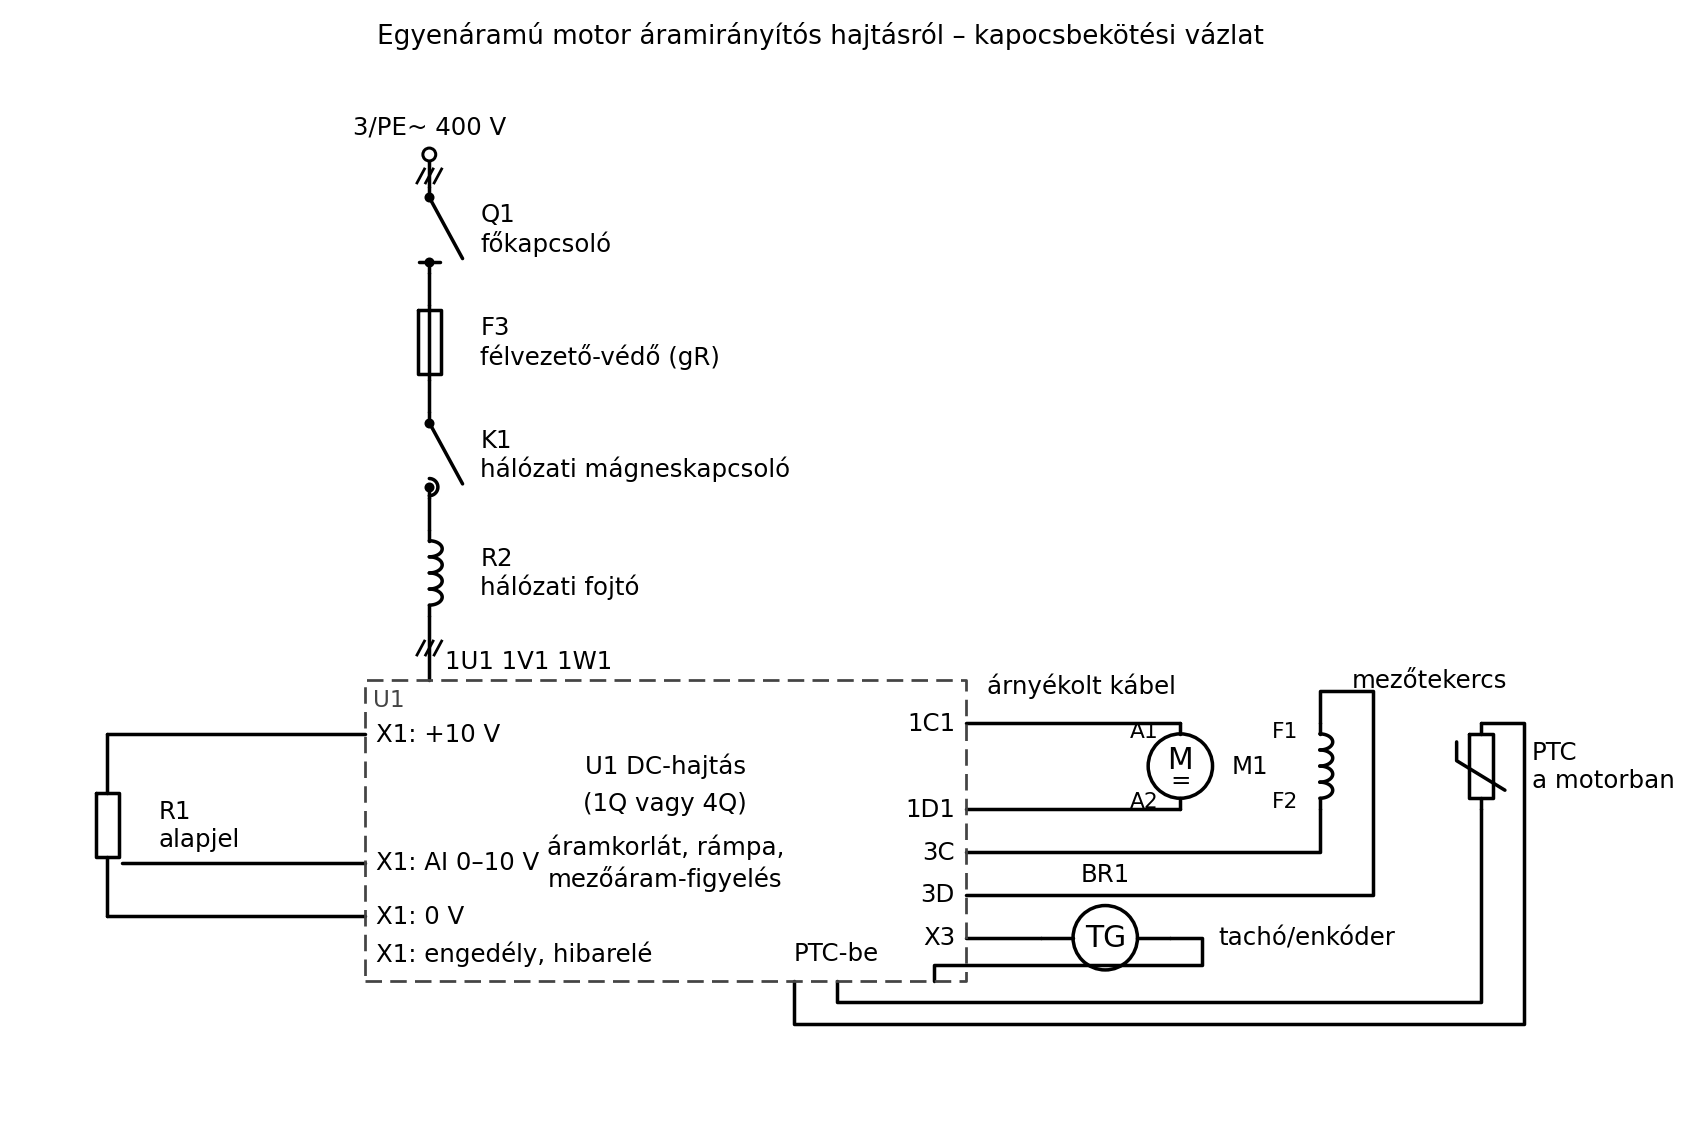 Egyenáramú motor áramirányítós hajtásról – kapocsbekötési vázlat
3/PE~ 400 V
Q1
főkapcsoló
F3
félvezető-védő (gR)
K1
hálózati mágneskapcsoló
R2
hálózati fojtó
1U1 1V1 1W1
U1
X1: +10 V
R1
alapjel
X1: AI 0–10 V
X1: 0 V
X1: engedély, hibarelé
U1 DC-hajtás
(1Q vagy 4Q)
áramkorlát, rámpa,
mezőáram-figyelés
PTC-be
1C1
1D1
3C
3D
X3
árnyékolt kábel
A1
M
=
A2
M1
mezőtekercs
F1
F2
PTC
a motorban
BR1
TG
tachó/enkóder